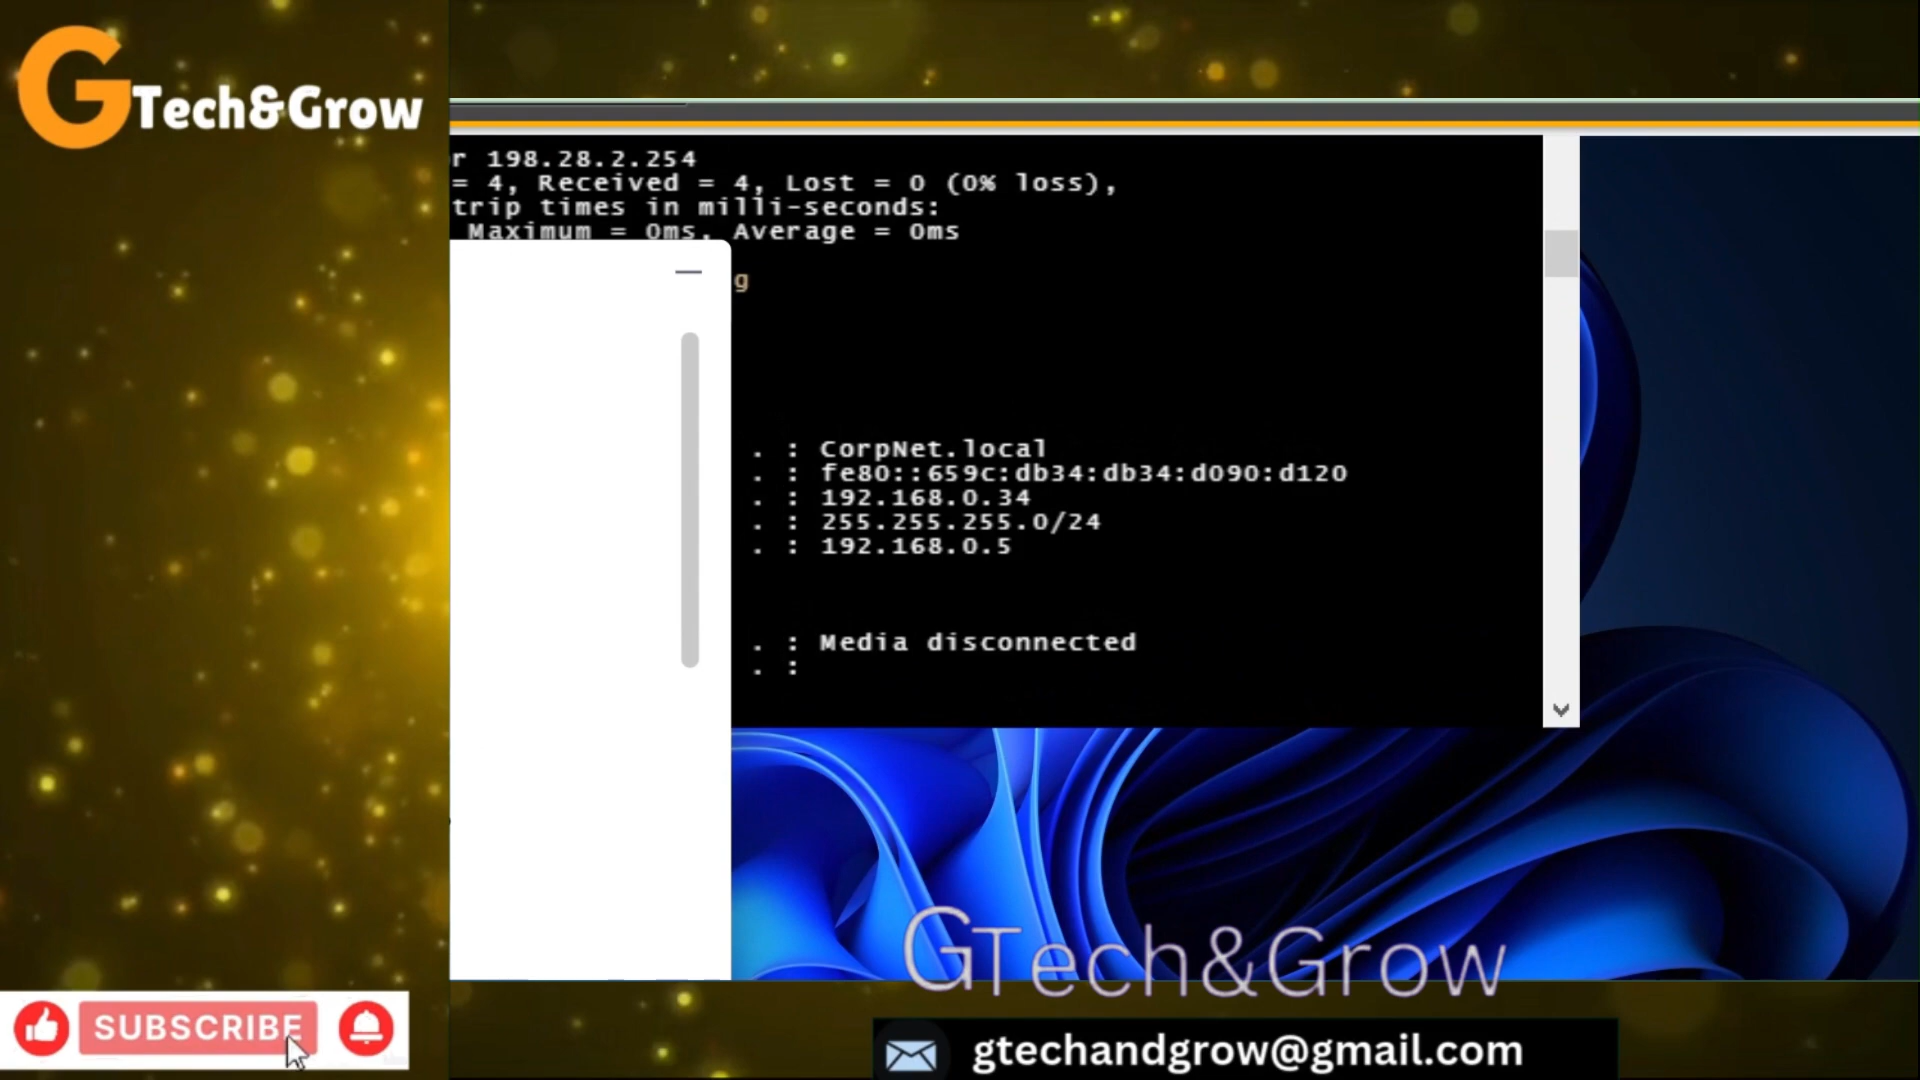 GTech&Grow
r 198.28.2.254
= 4, Received = 4, Lost = 0 (0% loss),
trip times in milli-seconds:
Maximum = 0ms, Average = 0ms
g
. : CorpNet.local
. : fe80::659c:db34:db34:d090:d120
. : 192.168.0.34
. : 255.255.255.0/24
. : 192.168.0.5
. : Media disconnected
. :
GTech&Grow
SUBSCRIBE
gtechandgrow@gmail.com